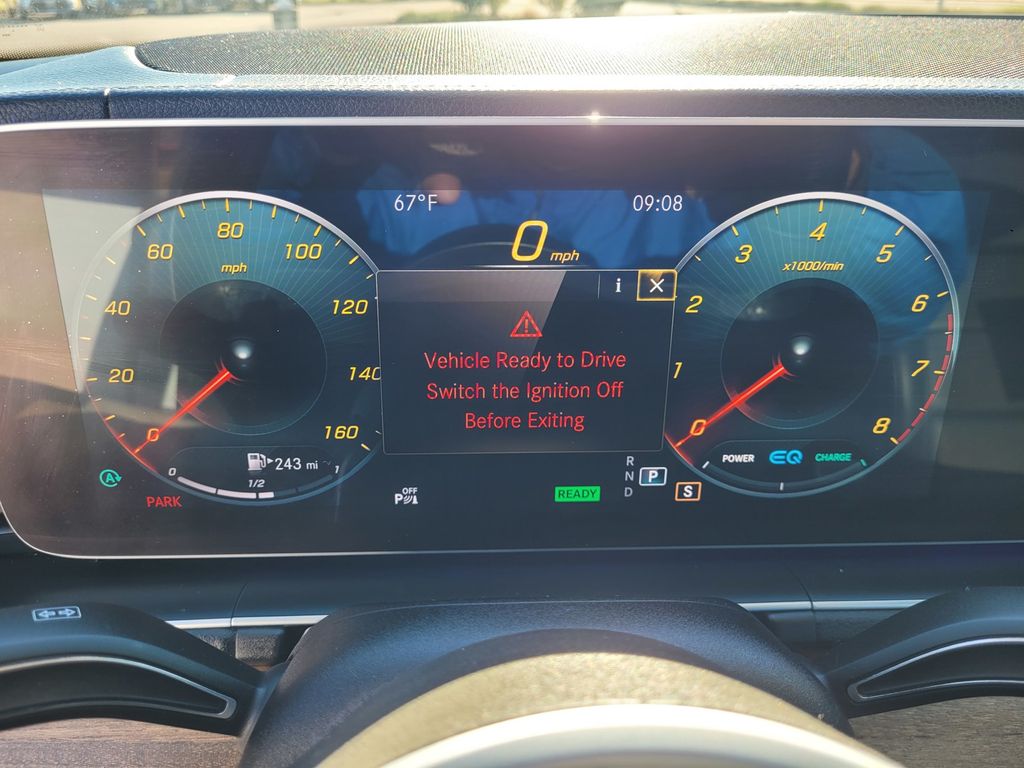 67°F
09:08
0 mph
80
60
100
mph
40
120
20
140
0
160
4
3
5
x1000/min
2
6
1
7
0
8
i
Vehicle Ready to Drive
Switch the Ignition Off
Before Exiting
A
PARK
0
243 mi
1
1/2
OFF
P
READY
R
N
D
P
S
POWER
EQ
CHARGE